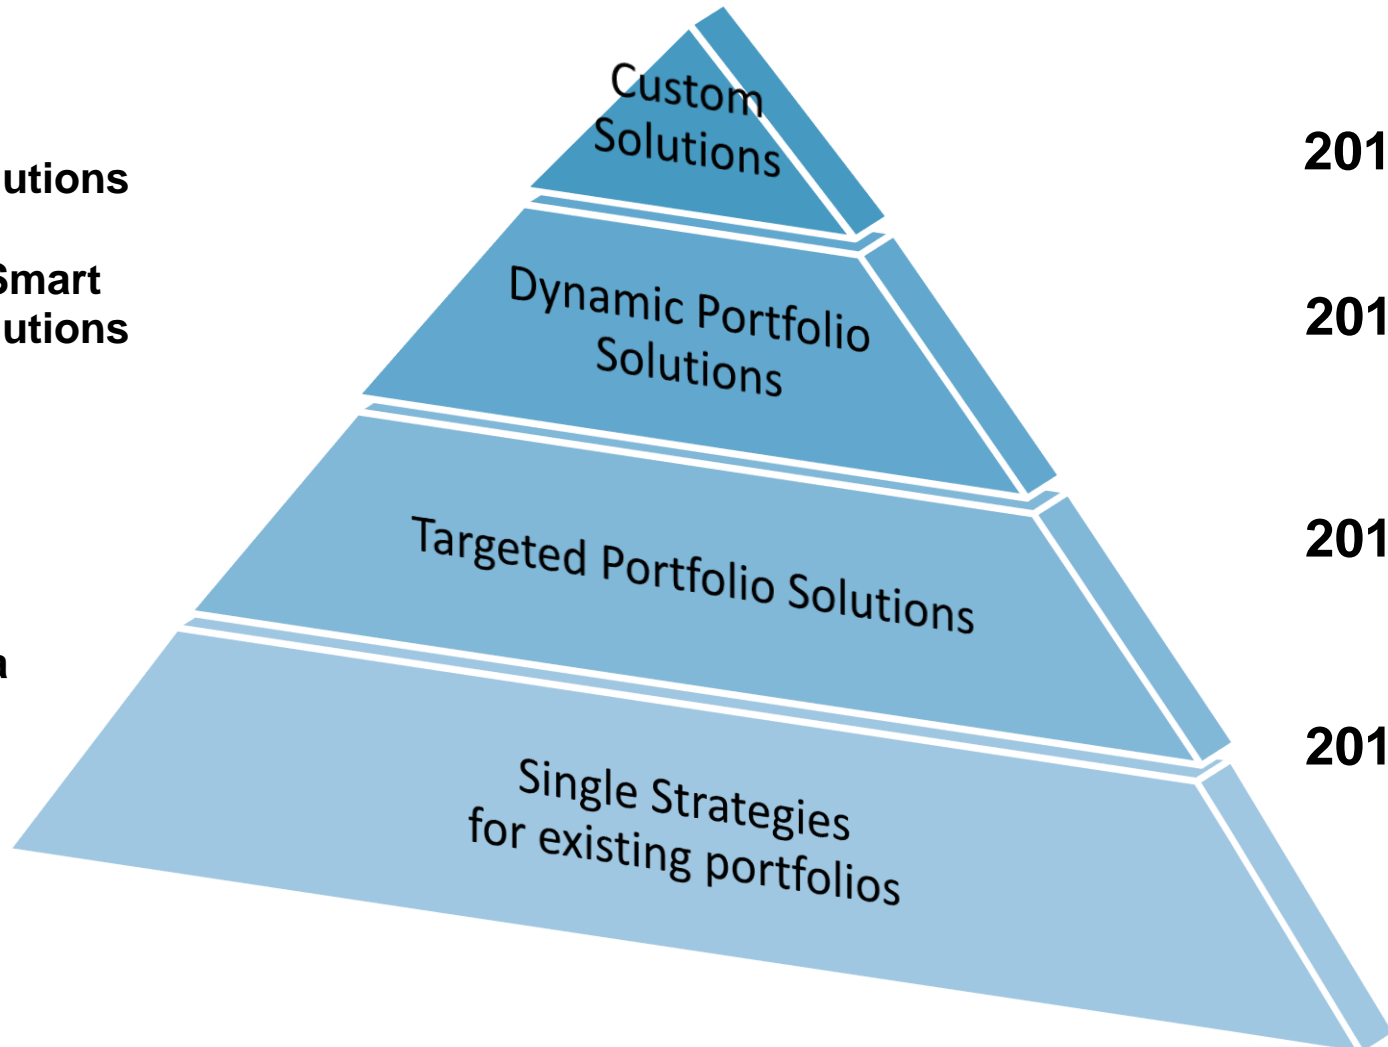 Custom
Solutions
201
utions
Smart
utions
Dynamic Portfolio
Solutions
201
Targeted Portfolio Solutions
201
a
Single Strategies
for existing portfolios
201